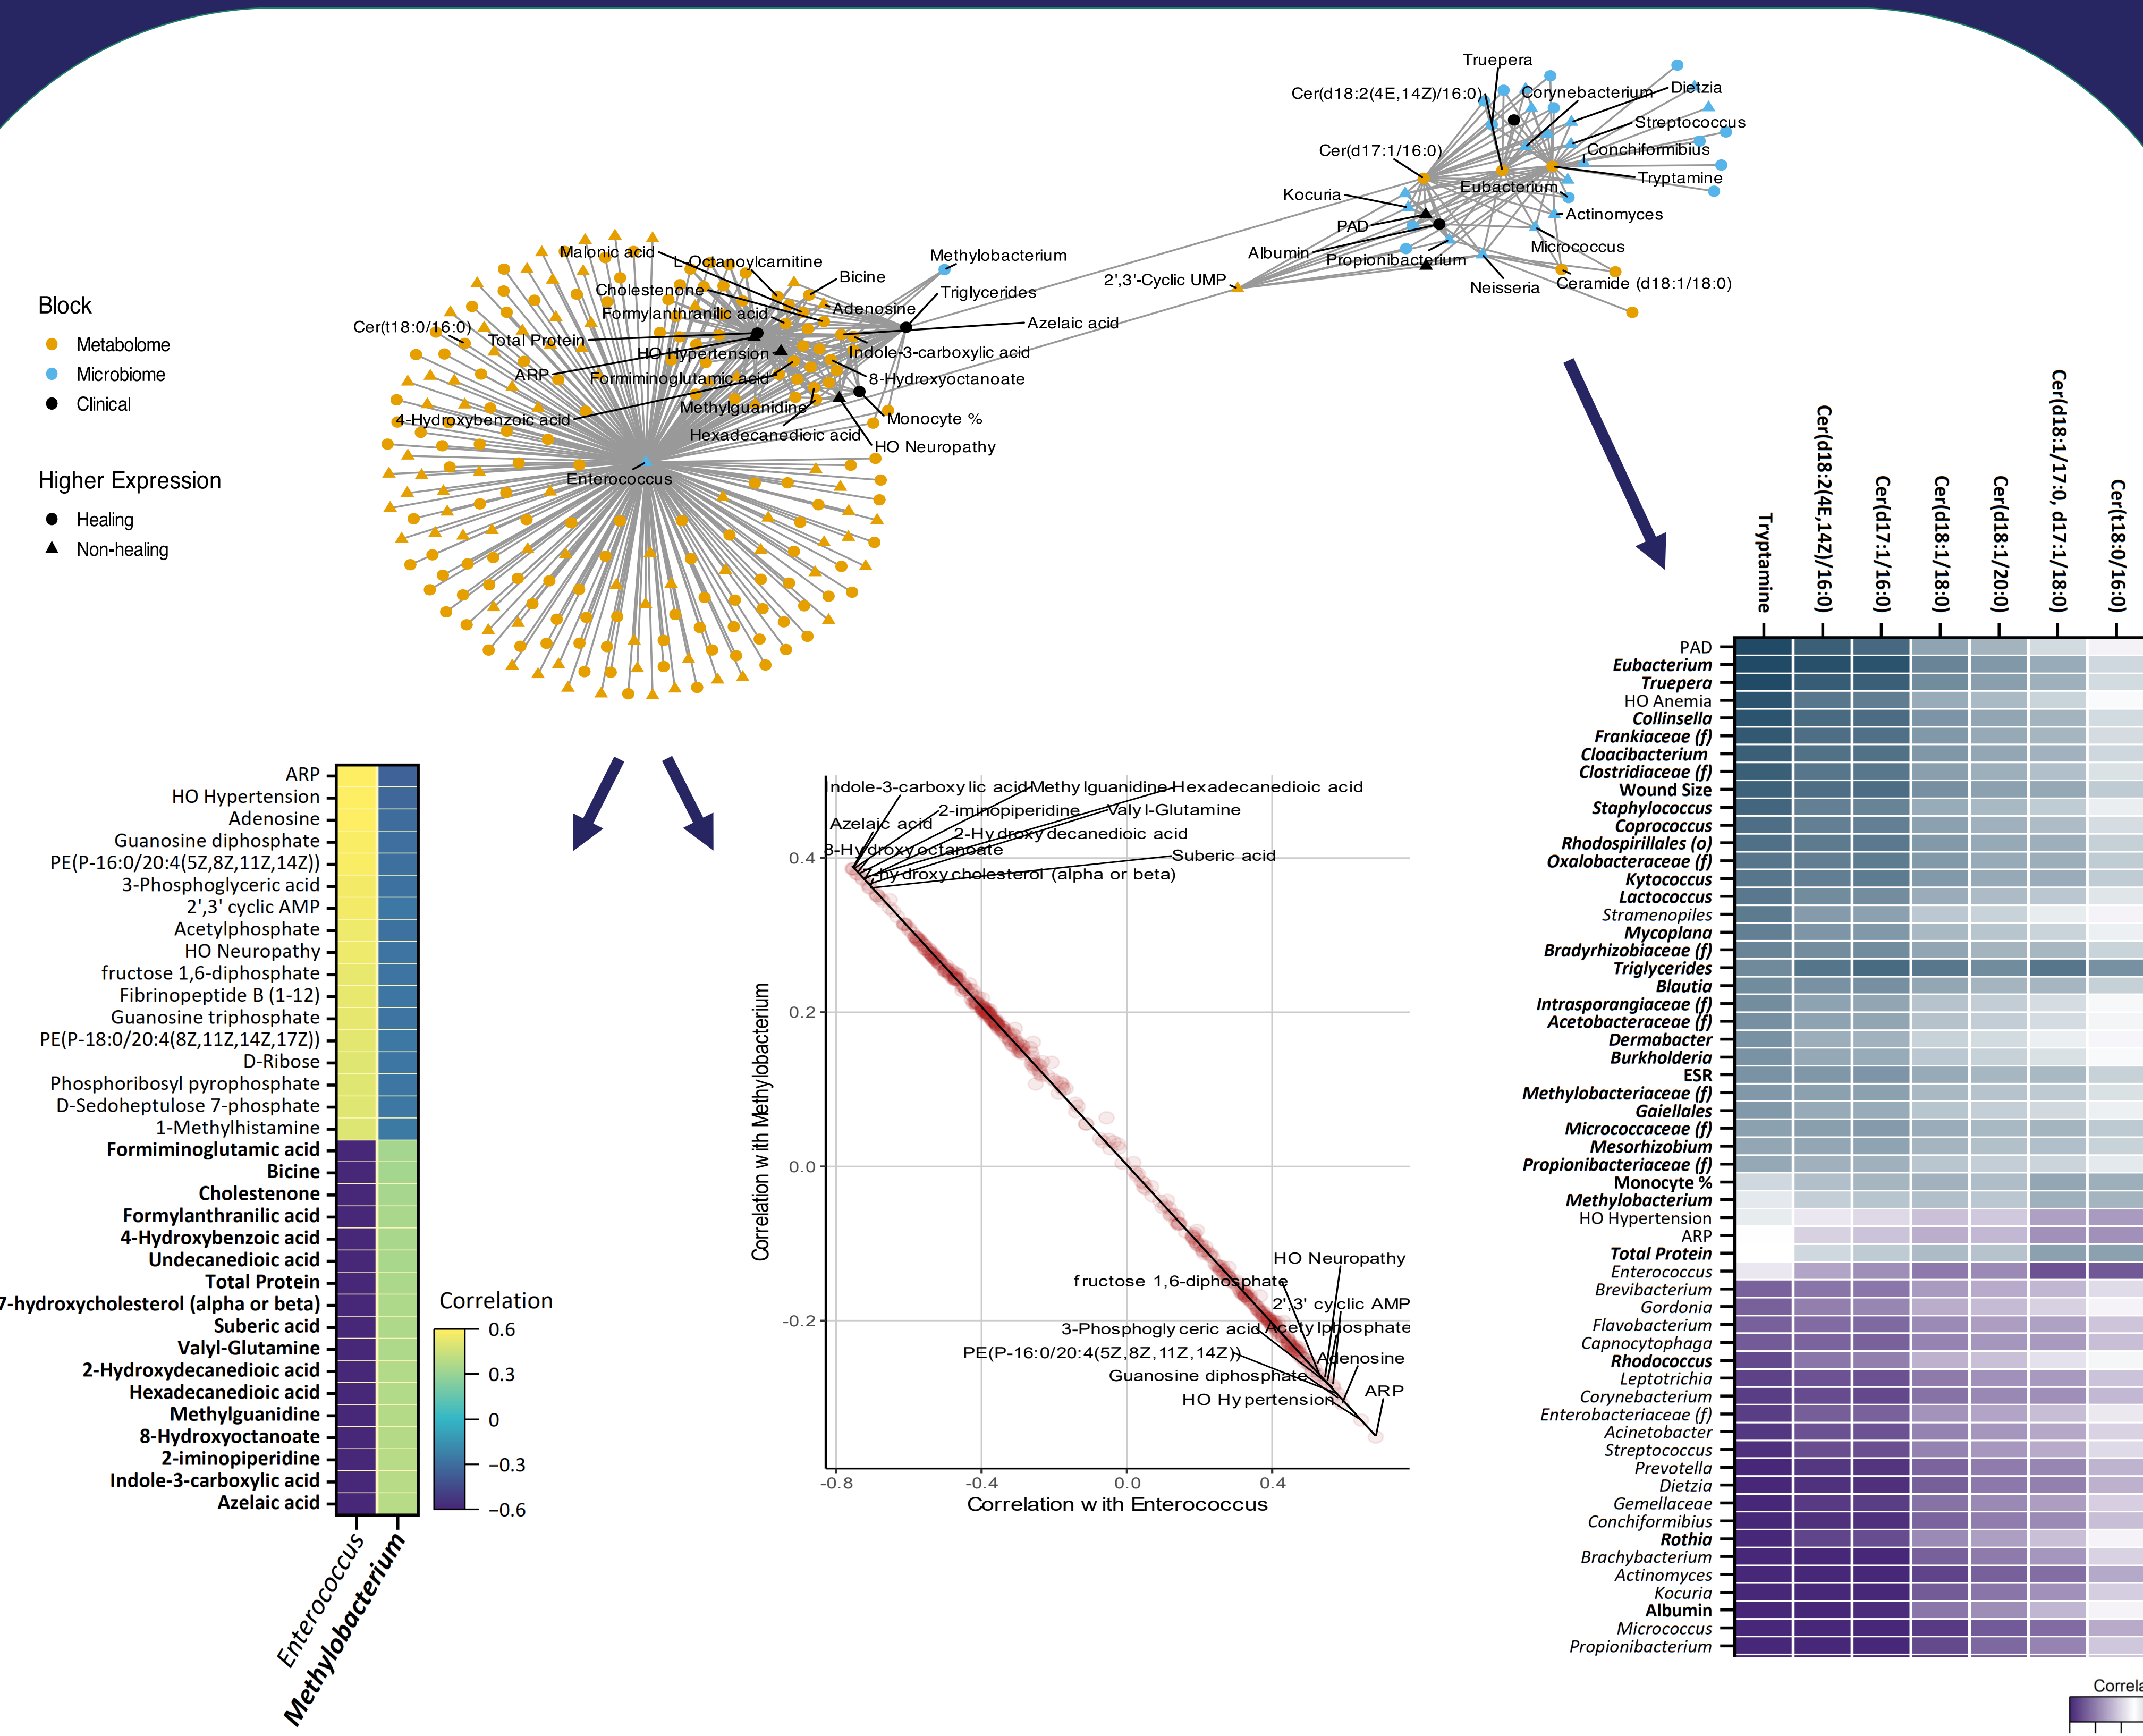 Truepera
Cer(d18:2(4E,14Z)/16:0)
Corynebacterium
Dietzia
Streptococcus
Cer(d17:1/16:0)
Conchiformibius
Tryptamine
Kocuria
Eubacterium
PAD
Actinomyces
Albumin
Propionibacterium
Micrococcus
2',3'-Cyclic UMP
Neisseria
Ceramide (d18:1/18:0)
Malonic acid
L-Octanoylcarnitine
Methylobacterium
Bicine
Cholestenone
Triglycerides
Formylanthranilic acid
Adenosine
Azelaic acid
Cer(t18:0/16:0)
Total Protein
HO Hypertension
Indole-3-carboxylic acid
ARP
Formiminoglutamic acid
8-Hydroxyoctanoate
4-Hydroxybenzoic acid
Methylguanidine
Monocyte %
Hexadecanedioic acid
HO Neuropathy
Enterococcus
Block
Metabolome
Microbiome
Clinical
Higher Expression
Healing
Non-healing
ARP
HO Hypertension
Adenosine
Guanosine diphosphate
PE(P-16:0/20:4(5Z,8Z,11Z,14Z))
3-Phosphoglyceric acid
2',3' cyclic AMP
Acetylphosphate
HO Neuropathy
fructose 1,6-diphosphate
Fibrinopeptide B (1-12)
Guanosine triphosphate
PE(P-18:0/20:4(8Z,11Z,14Z,17Z))
D-Ribose
Phosphoribosyl pyrophosphate
D-Sedoheptulose 7-phosphate
1-Methylhistamine
Formiminoglutamic acid
Bicine
Cholestenone
Formylanthranilic acid
4-Hydroxybenzoic acid
Undecanedioic acid
Total Protein
7-hydroxycholesterol (alpha or beta)
Suberic acid
Valyl-Glutamine
2-Hydroxydecanedioic acid
Hexadecanedioic acid
Methylguanidine
8-Hydroxyoctanoate
2-iminopiperidine
Indole-3-carboxylic acid
Azelaic acid
Enterococcus
Methylobacterium
Correlation
0.6
0.3
0
−0.3
−0.6
Indole-3-carboxylic acid
Methylguanidine
Hexadecanedioic acid
2-iminopiperidine
Valyl-Glutamine
Azelaic acid
2-Hydroxydecanedioic acid
8-Hydroxyoctanoate
Suberic acid
7-hydroxycholesterol (alpha or beta)
HO Neuropathy
fructose 1,6-diphosphate
2',3' cyclic AMP
3-Phosphoglyceric acid
Acetylphosphate
PE(P-16:0/20:4(5Z,8Z,11Z,14Z))
Adenosine
Guanosine diphosphate
HO Hypertension
ARP
0.4
0.2
0.0
-0.2
-0.8
-0.4
0.0
0.4
Correlation with Methylobacterium
Correlation with Enterococcus
Tryptamine
Cer(d18:2(4E,14Z)/16:0)
Cer(d17:1/16:0)
Cer(d18:1/18:0)
Cer(d18:1/20:0)
Cer(d18:1/17:0, d17:1/18:0)
Cer(t18:0/16:0)
PAD
Eubacterium
Truepera
HO Anemia
Collinsella
Frankiaceae (f)
Cloacibacterium
Clostridiaceae (f)
Wound Size
Staphylococcus
Coprococcus
Rhodospirillales (o)
Oxalobacteraceae (f)
Kytococcus
Lactococcus
Stramenopiles
Mycoplana
Bradyrhizobiaceae (f)
Triglycerides
Blautia
Intrasporangiaceae (f)
Acetobacteraceae (f)
Dermabacter
Burkholderia
ESR
Methylobacteriaceae (f)
Gaiellales
Micrococcaceae (f)
Mesorhizobium
Propionibacteriaceae (f)
Monocyte %
Methylobacterium
HO Hypertension
ARP
Total Protein
Enterococcus
Brevibacterium
Gordonia
Flavobacterium
Capnocytophaga
Rhodococcus
Leptotrichia
Corynebacterium
Enterobacteriaceae (f)
Acinetobacter
Streptococcus
Prevotella
Dietzia
Gemellaceae
Conchiformibius
Rothia
Brachybacterium
Actinomyces
Kocuria
Albumin
Micrococcus
Propionibacterium
Correla